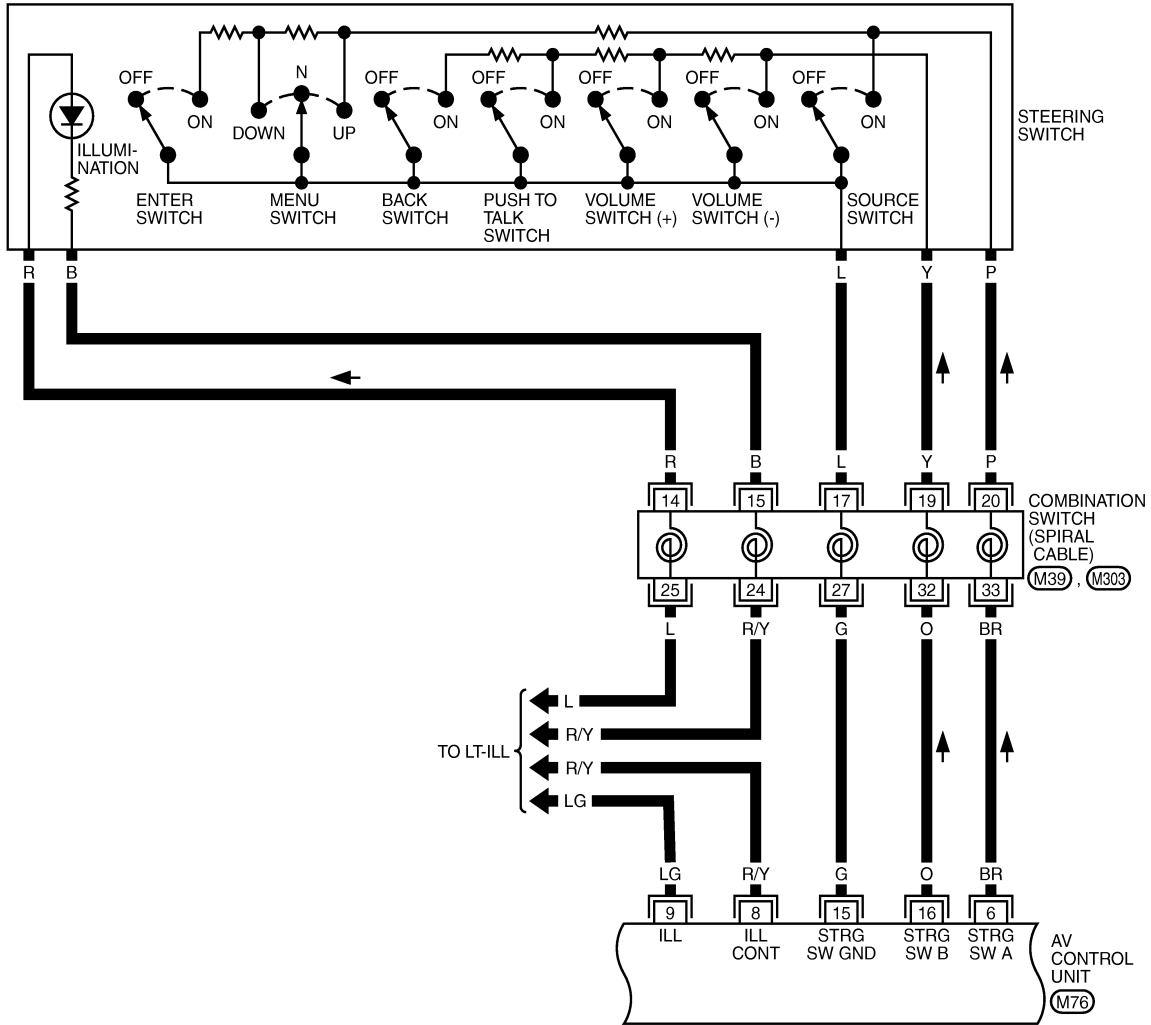 OFF
ON
DOWN
N
UP
OFF
ON
OFF
ON
OFF
ON
OFF
ON
OFF
ON
STEERING
SWITCH
ILLUMI-
NATION
ENTER
SWITCH
MENU
SWITCH
BACK
SWITCH
PUSH TO
TALK
SWITCH
VOLUME
SWITCH (+)
VOLUME
SWITCH (-)
SOURCE
SWITCH
R
B
L
Y
P
R
B
L
Y
P
14
15
17
19
20
COMBINATION
SWITCH
(SPIRAL
CABLE)
M39 , M303
25
24
27
32
33
L
R/Y
G
O
BR
TO LT-ILL
L
R/Y
R/Y
LG
LG
R/Y
G
O
BR
9
8
15
16
6
ILL
ILL
CONT
STRG
SW GND
STRG
SW B
STRG
SW A
AV
CONTROL
UNIT
M76